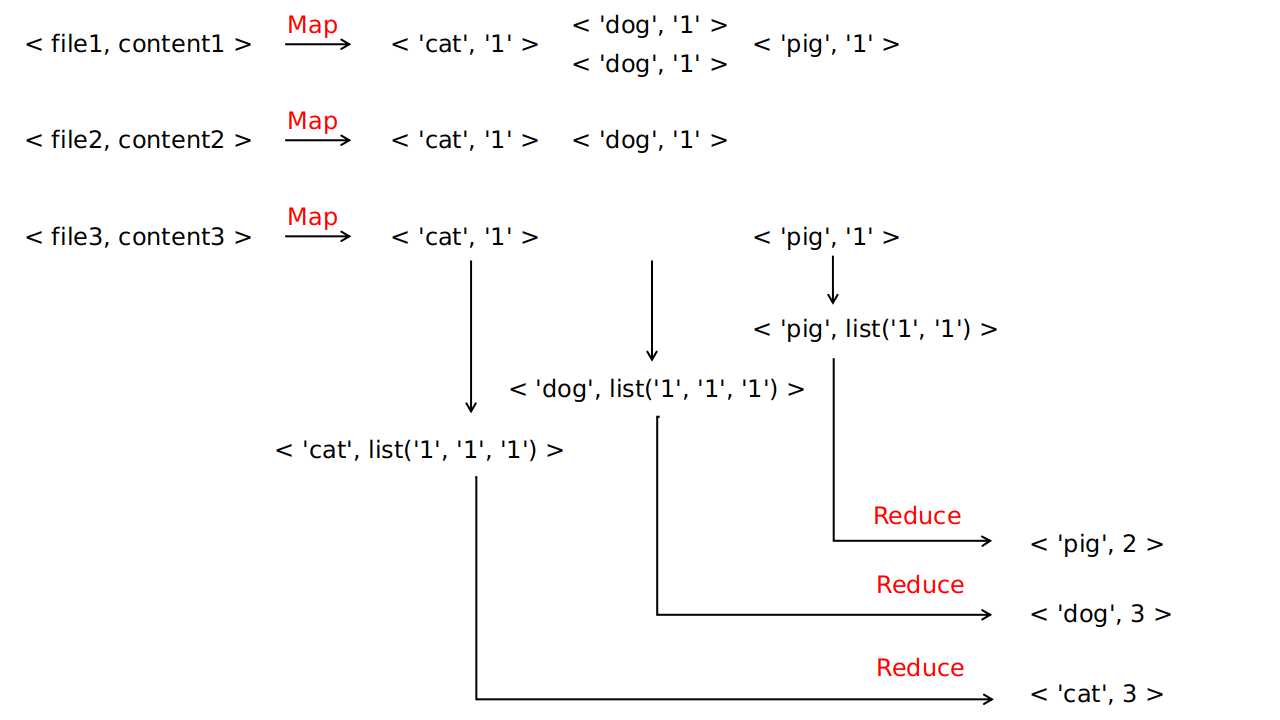 < file1, content1 > Map < 'cat', '1' > < 'dog', '1' > < 'pig', '1' >
< 'dog', '1' >
< file2, content2 > Map < 'cat', '1' > < 'dog', '1' >
< file3, content3 > Map < 'cat', '1' > < 'pig', '1' >
< 'pig', list('1', '1') >
< 'dog', list('1', '1', '1') >
< 'cat', list('1', '1', '1') >
Reduce
< 'pig', 2 >
Reduce
< 'dog', 3 >
Reduce
< 'cat', 3 >